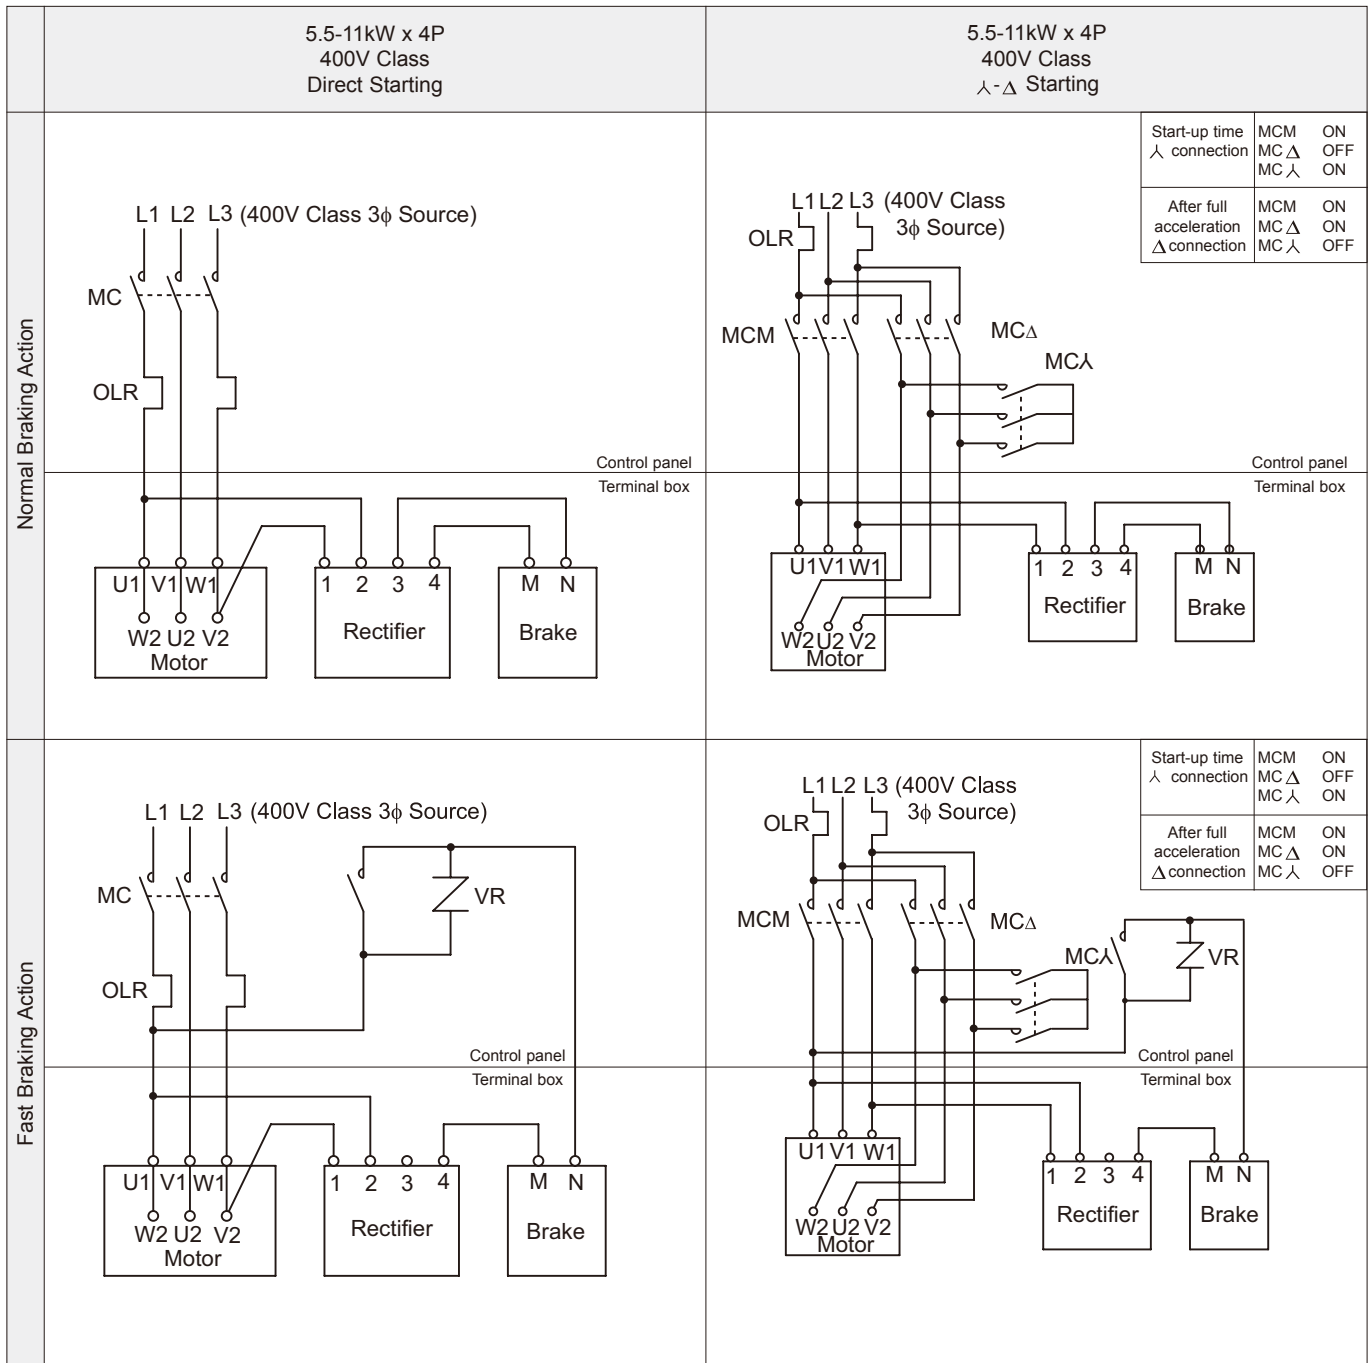 5.5-11kW x 4P
400V Class
Direct Starting
5.5-11kW x 4P
400V Class
⅄-Δ Starting
Normal Braking Action
L1 L2 L3 (400V Class 3ϕ Source)
MC
OLR
Control panel
Terminal box
U1 V1 W1
W2 U2 V2
Motor
1 2 3 4
Rectifier
M N
Brake
Start-up time MCM ON
⅄ connection MC Δ OFF
MC ⅄ ON
After full MCM ON
acceleration MC Δ ON
Δ connection MC ⅄ OFF
L1 L2 L3 (400V Class
3ϕ Source)
OLR
MCM
MCΔ
MC⅄
Control panel
Terminal box
U1 V1 W1
W2 U2 V2
Motor
1 2 3 4
Rectifier
M N
Brake
Fast Braking Action
L1 L2 L3 (400V Class 3ϕ Source)
MC
VR
OLR
Control panel
Terminal box
U1 V1 W1
W2 U2 V2
Motor
1 2 3 4
Rectifier
M N
Brake
Start-up time MCM ON
⅄ connection MC Δ OFF
MC ⅄ ON
After full MCM ON
acceleration MC Δ ON
Δ connection MC ⅄ OFF
L1 L2 L3 (400V Class
3ϕ Source)
OLR
MCM
MCΔ
MC⅄
VR
Control panel
Terminal box
U1 V1 W1
W2 U2 V2
Motor
1 2 3 4
Rectifier
M N
Brake